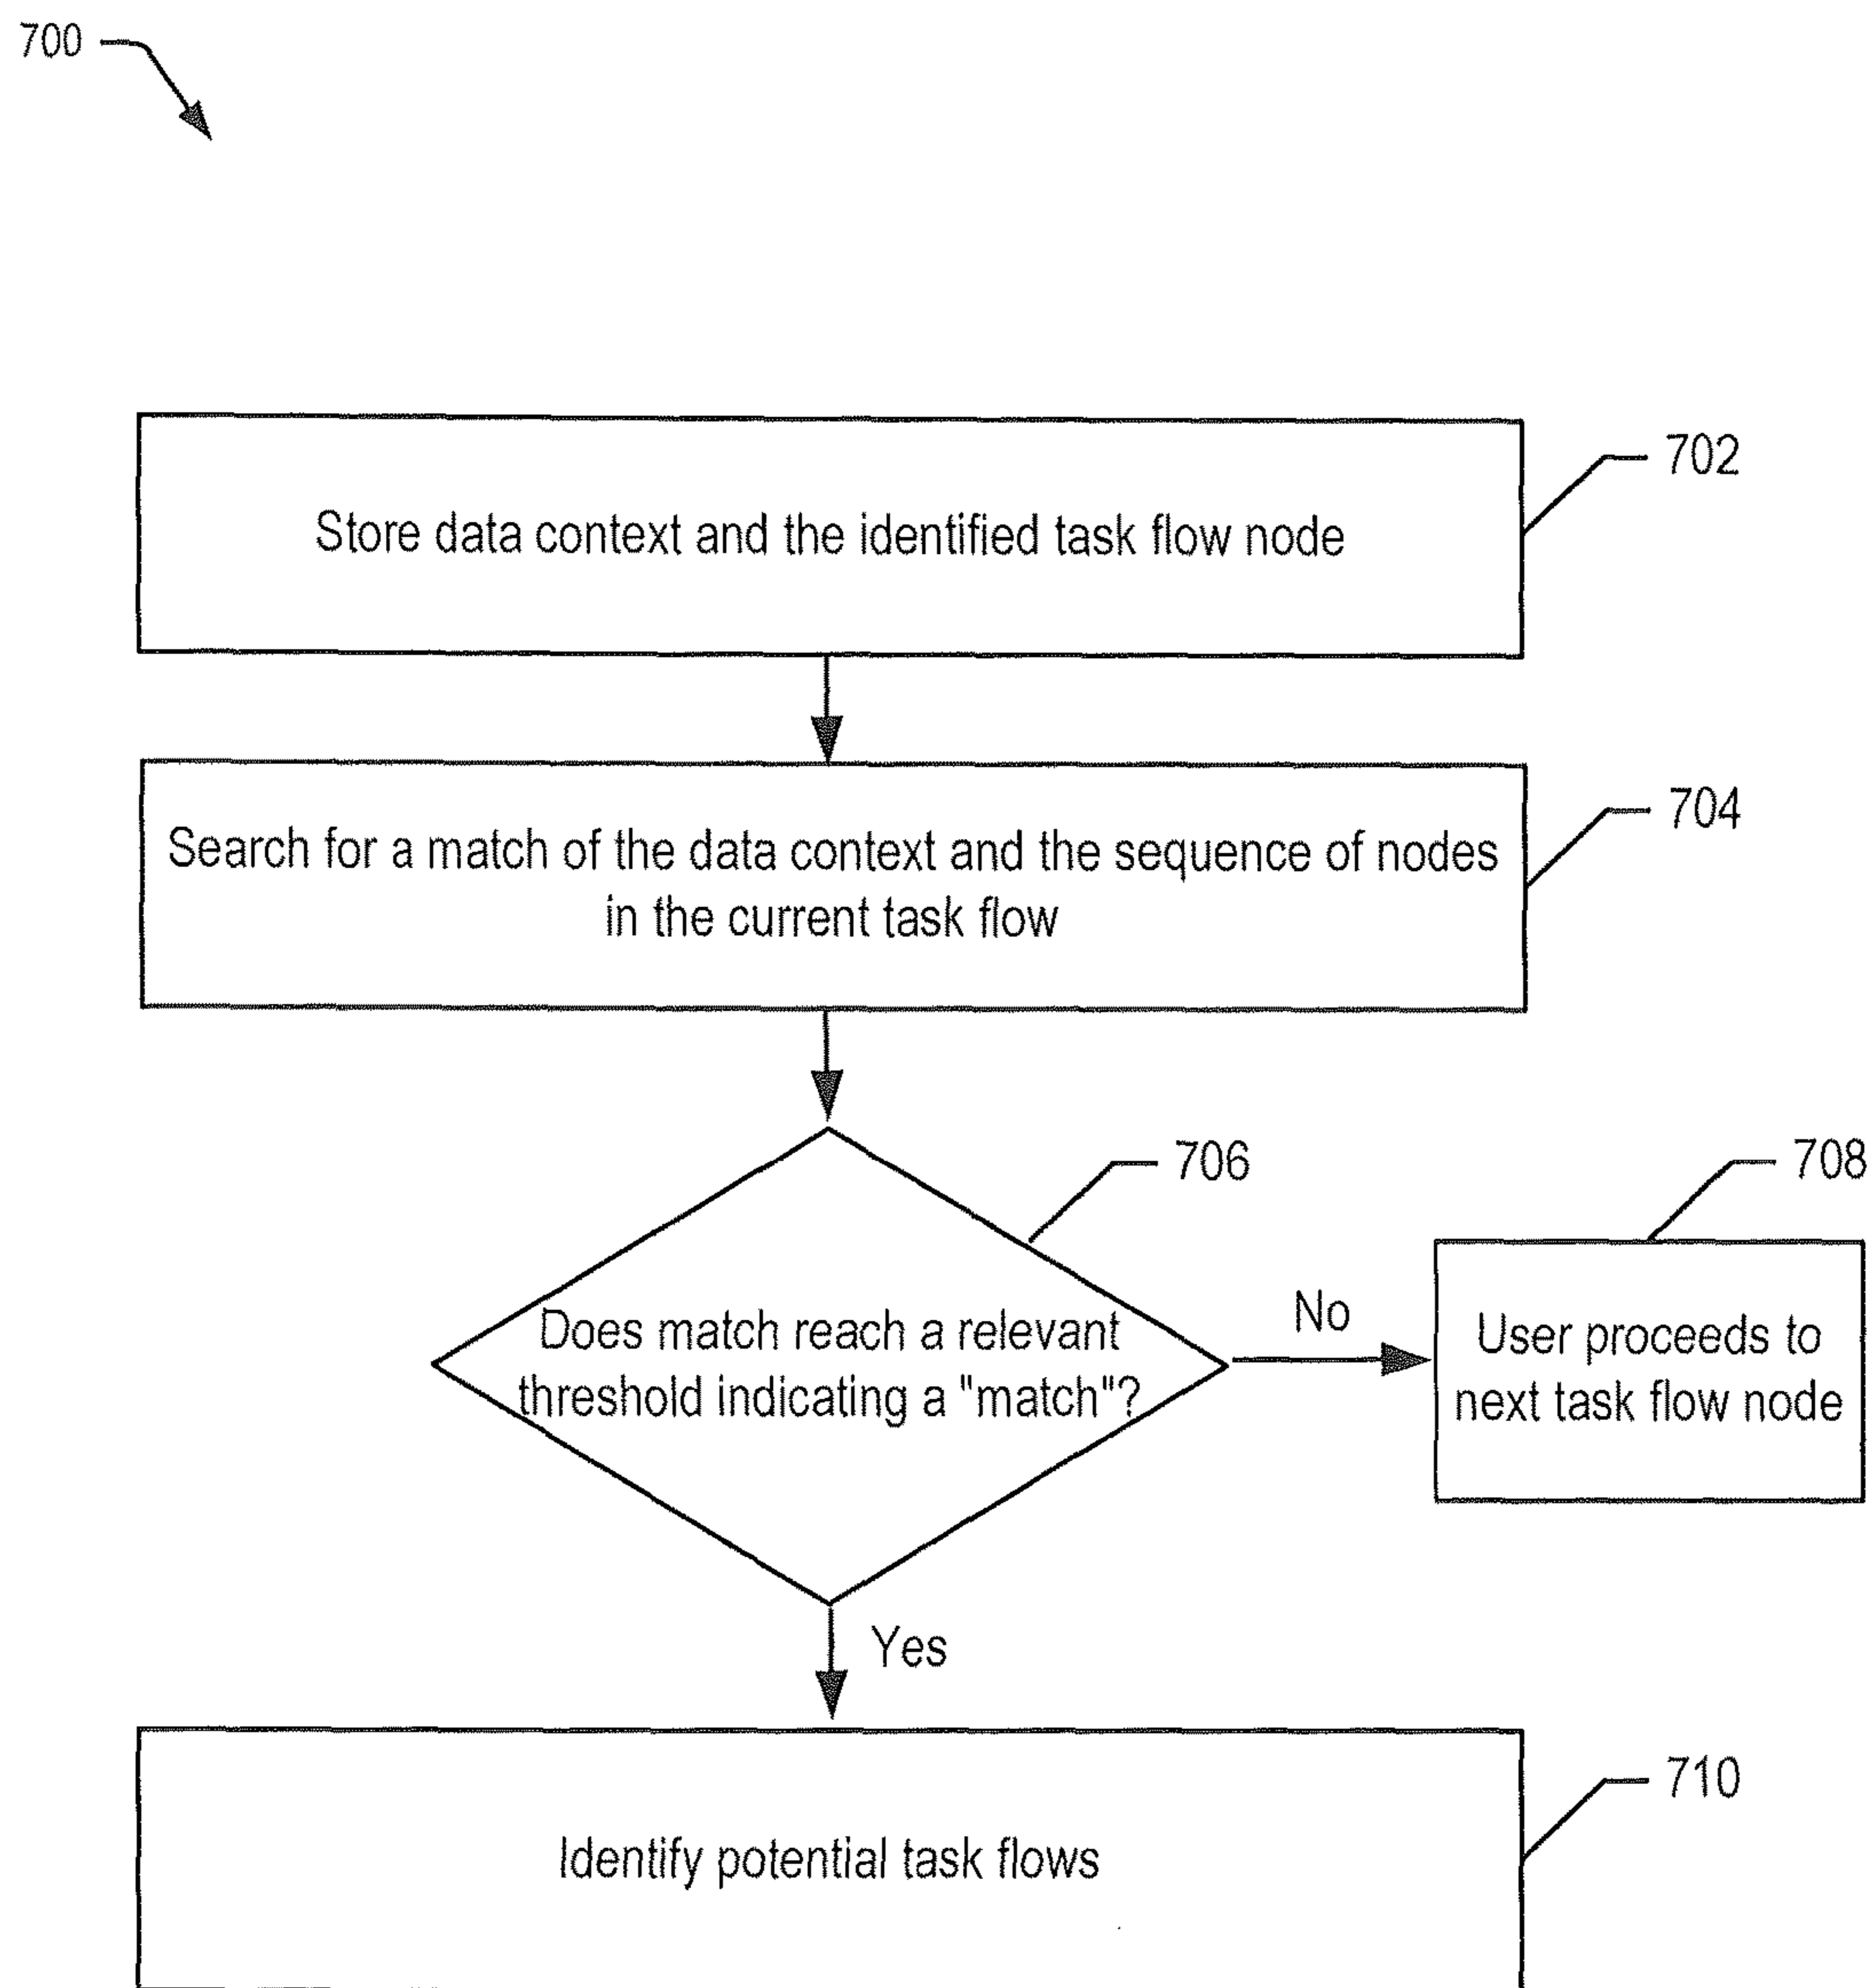 700
702
Store data context and the identified task flow node
704
Search for a match of the data context and the sequence of nodes
in the current task flow
706
708
Does match reach a relevant
threshold indicating a "match"?
No
User proceeds to
next task flow node
Yes
710
Identify potential task flows